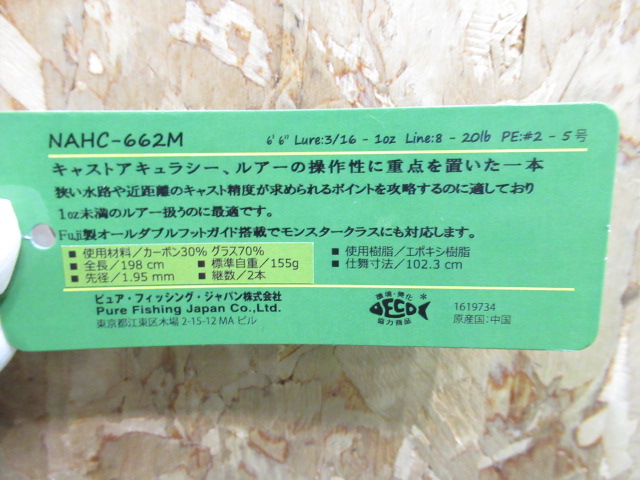 NAHC-662M 6'6" Lure:3/16 - 1oz Line:8 - 20lb PE:#2 - 5号
キャストアキュラシー、ルアーの操作性に重点を置いた一本
狭い水路や近距離のキャスト精度が求められるポイントを攻略するのに適しており
1oz未満のルアー扱うのに最適です。
Fuji製オールダブルフットガイド搭載でモンスタークラスにも対応します。
■ 使用材料/カーボン30% グラス70% ■ 使用樹脂/エポキシ樹脂
■ 全長/198 cm ■ 標準自重/155g ■ 仕舞寸法/102.3 cm
■ 先径/1.95 mm ■ 継数/2本
ピュア・フィッシング・ジャパン株式会社
Pure Fishing Japan Co.,Ltd.
東京都江東区木場 2-15-12 MA ビル
環境・美化
ECO
協力商品
1619734
原産国:中国